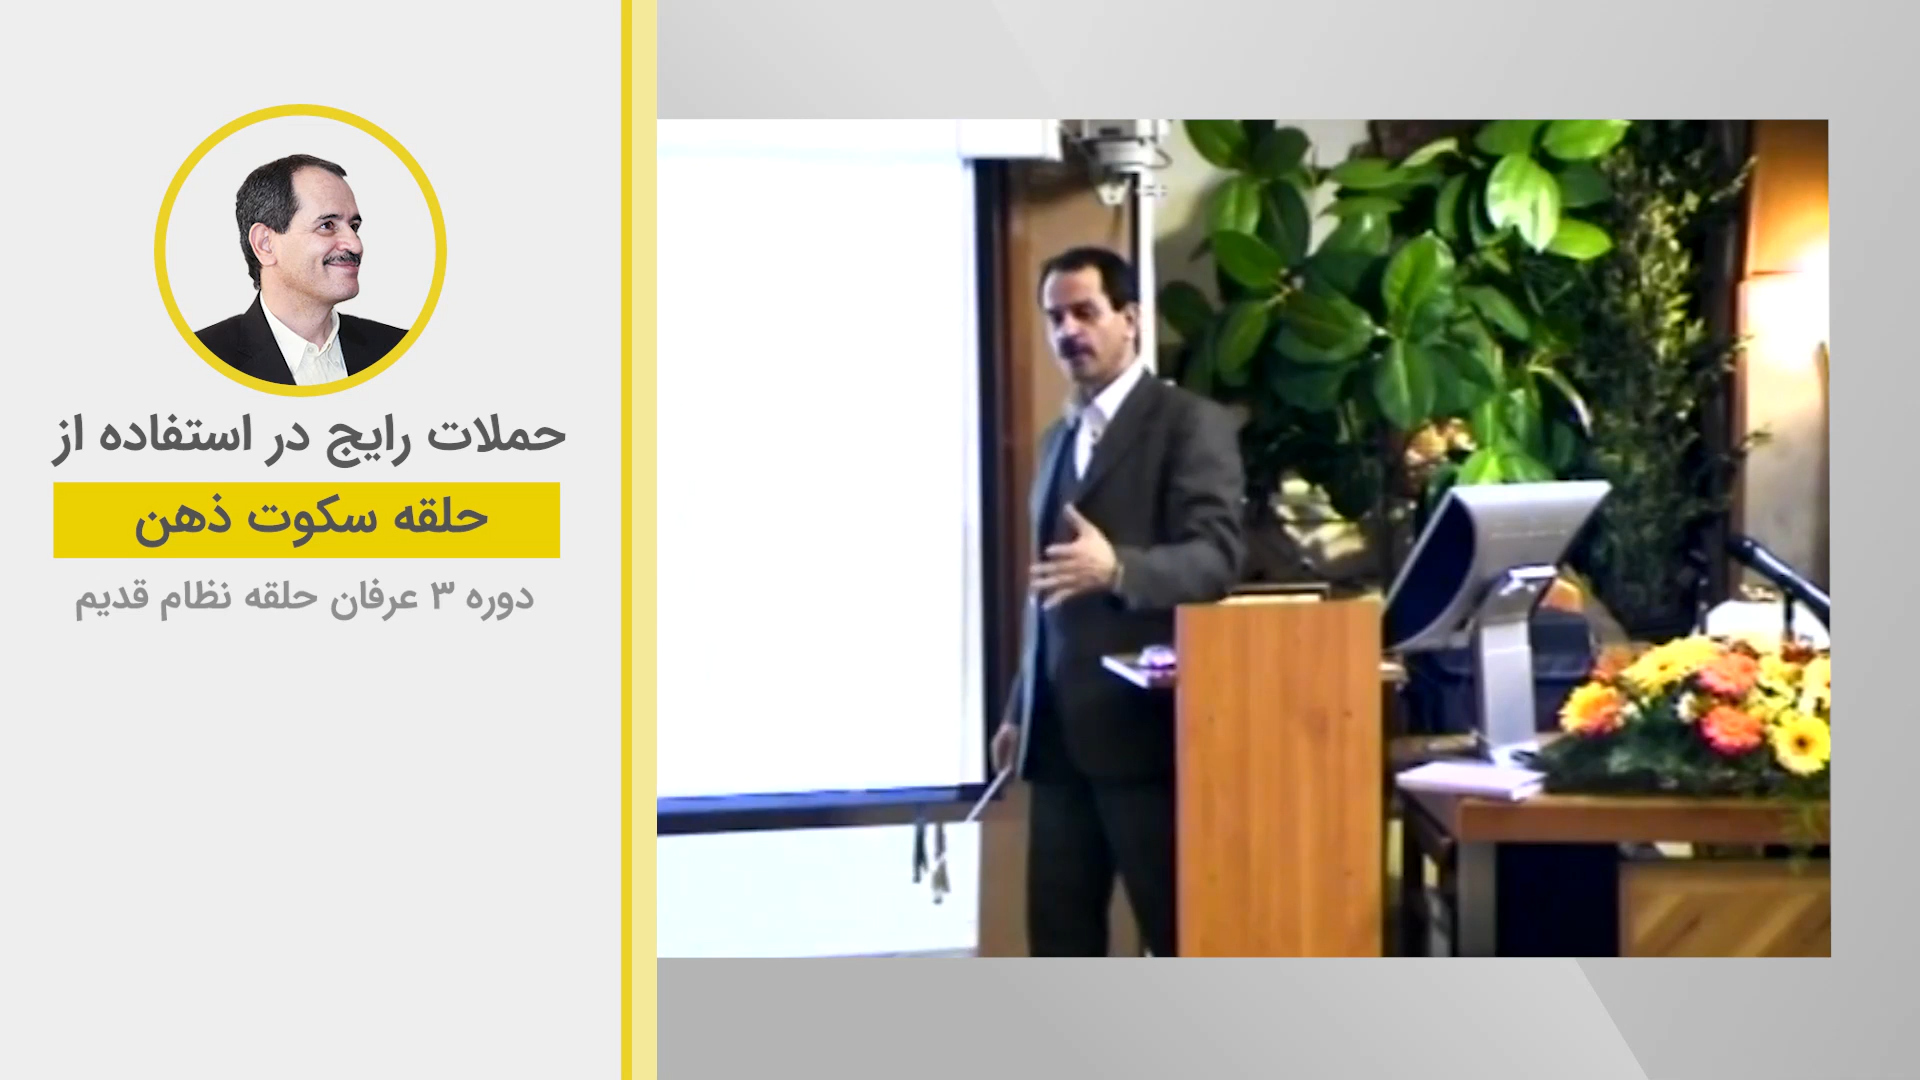 حملات رایج در استفاده از
حلقه سکوت ذهن
دوره ۳ عرفان حلقه نظام قدیم